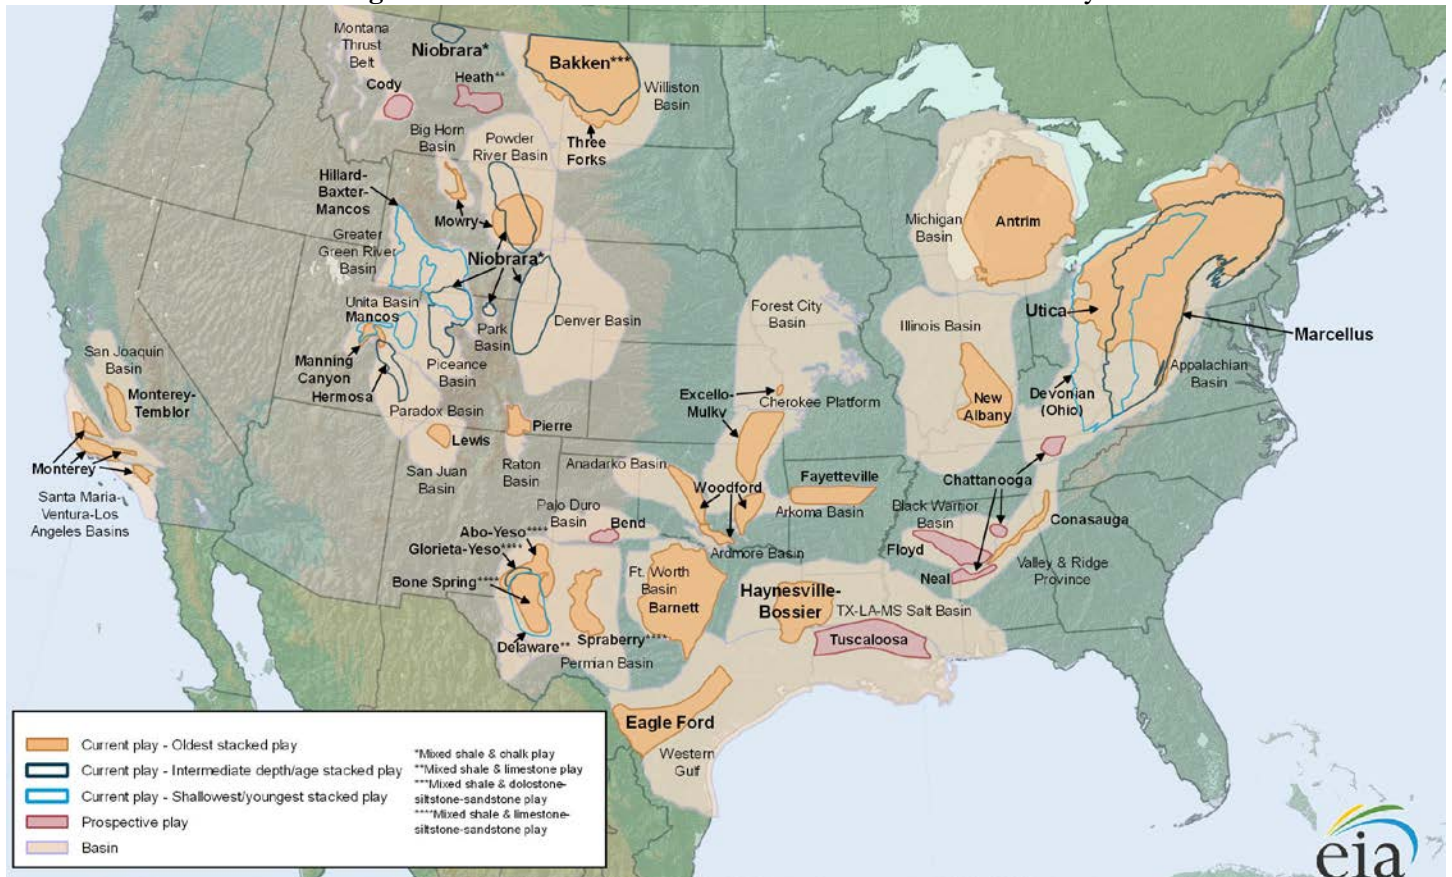 Montana
Thrust
Belt
Niobrara*
Bakken***
Cody
Heath**
Williston
Basin
Big Horn
Basin
Powder
River Basin
Three
Forks
Hillard-
Baxter-
Mancos
Mowry
Greater
Green River
Basin
Niobrara*
Michigan
Basin
Antrim
Unita Basin
Mancos
Park
Basin
Denver Basin
Forest City
Basin
Illinois Basin
Utica
Marcellus
San Joaquin
Basin
Manning
Canyon
Piceance
Basin
Hermosa
Monterey-
Temblor
Excello-
Mulky
Cherokee Platform
New
Albany
Devonian
(Ohio)
Appalachian
Basin
Paradox Basin
Lewis
Pierre
Monterey
San Juan
Basin
Raton
Basin
Anadarko Basin
Woodford
Fayetteville
Chattanooga
Santa Maria-
Ventura-Los
Angeles Basins
Palo Duro
Basin
Bend
Arkoma Basin
Black Warrior
Basin
Conasauga
Abo-Yeso****
Glorieta-Yeso****
Ardmore Basin
Floyd
Bone Spring****
Ft. Worth
Basin
Barnett
Haynesville-
Bossier
Neal
Valley & Ridge
Province
TX-LA-MS Salt Basin
Delaware**
Spraberry****
Tuscaloosa
Permian Basin
Eagle Ford
Western
Gulf
Current play - Oldest stacked play
Current play - Intermediate depth/age stacked play
Current play - Shallowest/youngest stacked play
Prospective play
Basin
*Mixed shale & chalk play
**Mixed shale & limestone play
***Mixed shale & dolostone-
siltstone-sandstone play
****Mixed shale & limestone-
siltstone-sandstone play
eia